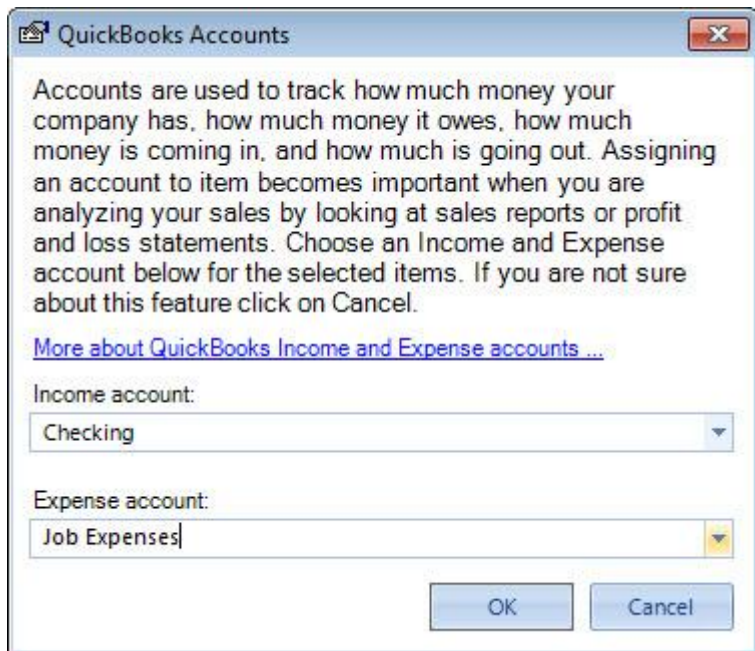 QuickBooks Accounts
Accounts are used to track how much money your
company has, how much money it owes, how much
money is coming in, and how much is going out. Assigning
an account to item becomes important when you are
analyzing your sales by looking at sales reports or profit
and loss statements. Choose an Income and Expense
account below for the selected items. If you are not sure
about this feature click on Cancel.
More about QuickBooks Income and Expense accounts ...
Income account:
Checking
Expense account:
Job Expenses
OK Cancel